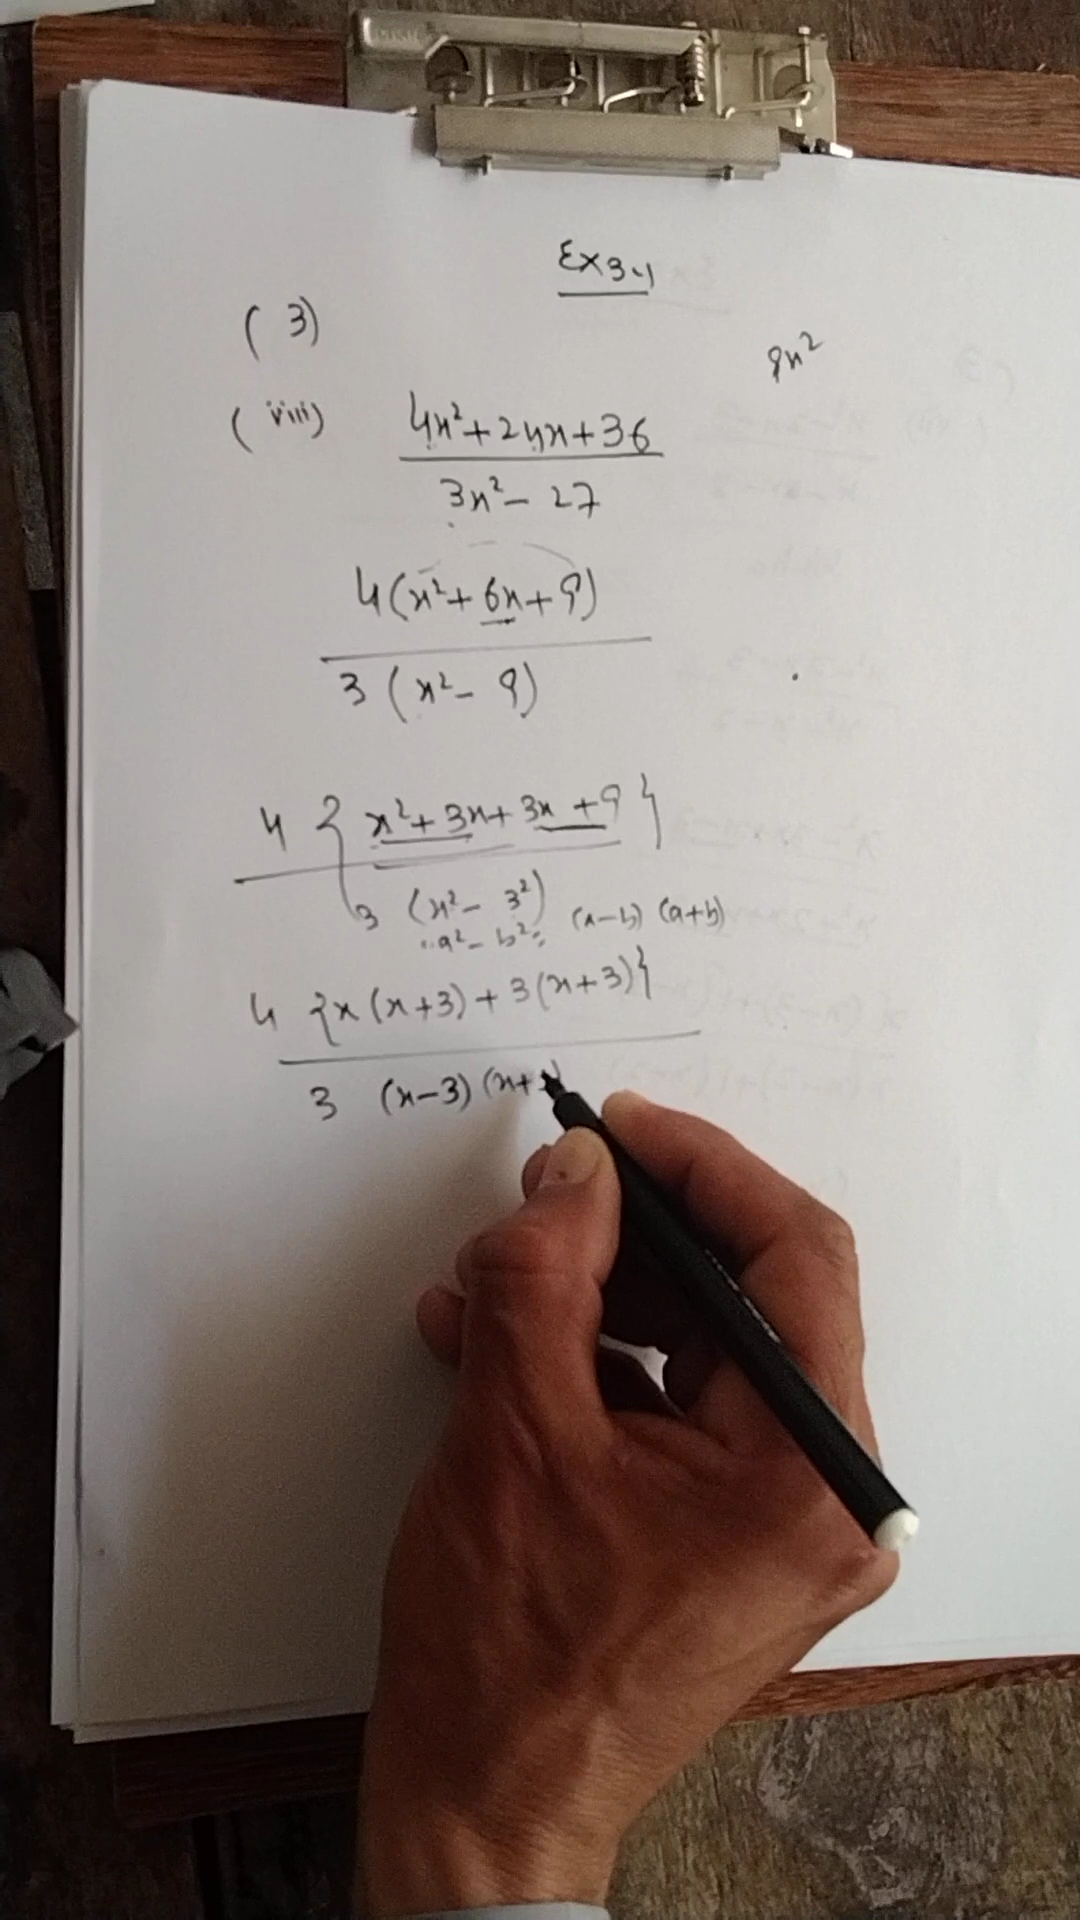 Ex 3.1
(3)
9x²
(viii) 4x²+24x+36
3x²-27
4(x²+6x+9)
3(x²-9)
4{x²+3x+3x+9}
3(x²-3²)
a²-b²= (a-b)(a+b)
4{x(x+3)+3(x+3)}
3 (x-3)(x+